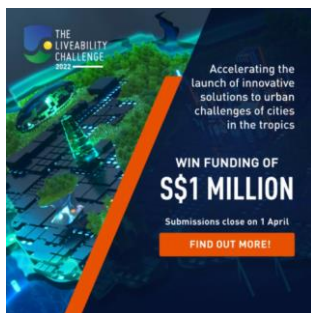 THE
LIVEABILITY
CHALLENGE
2022
Accelerating the
launch of innovative
solutions to urban
challenges of cities
in the tropics
WIN FUNDING OF
S$1 MILLION
Submissions close on 1 April
FIND OUT MORE!